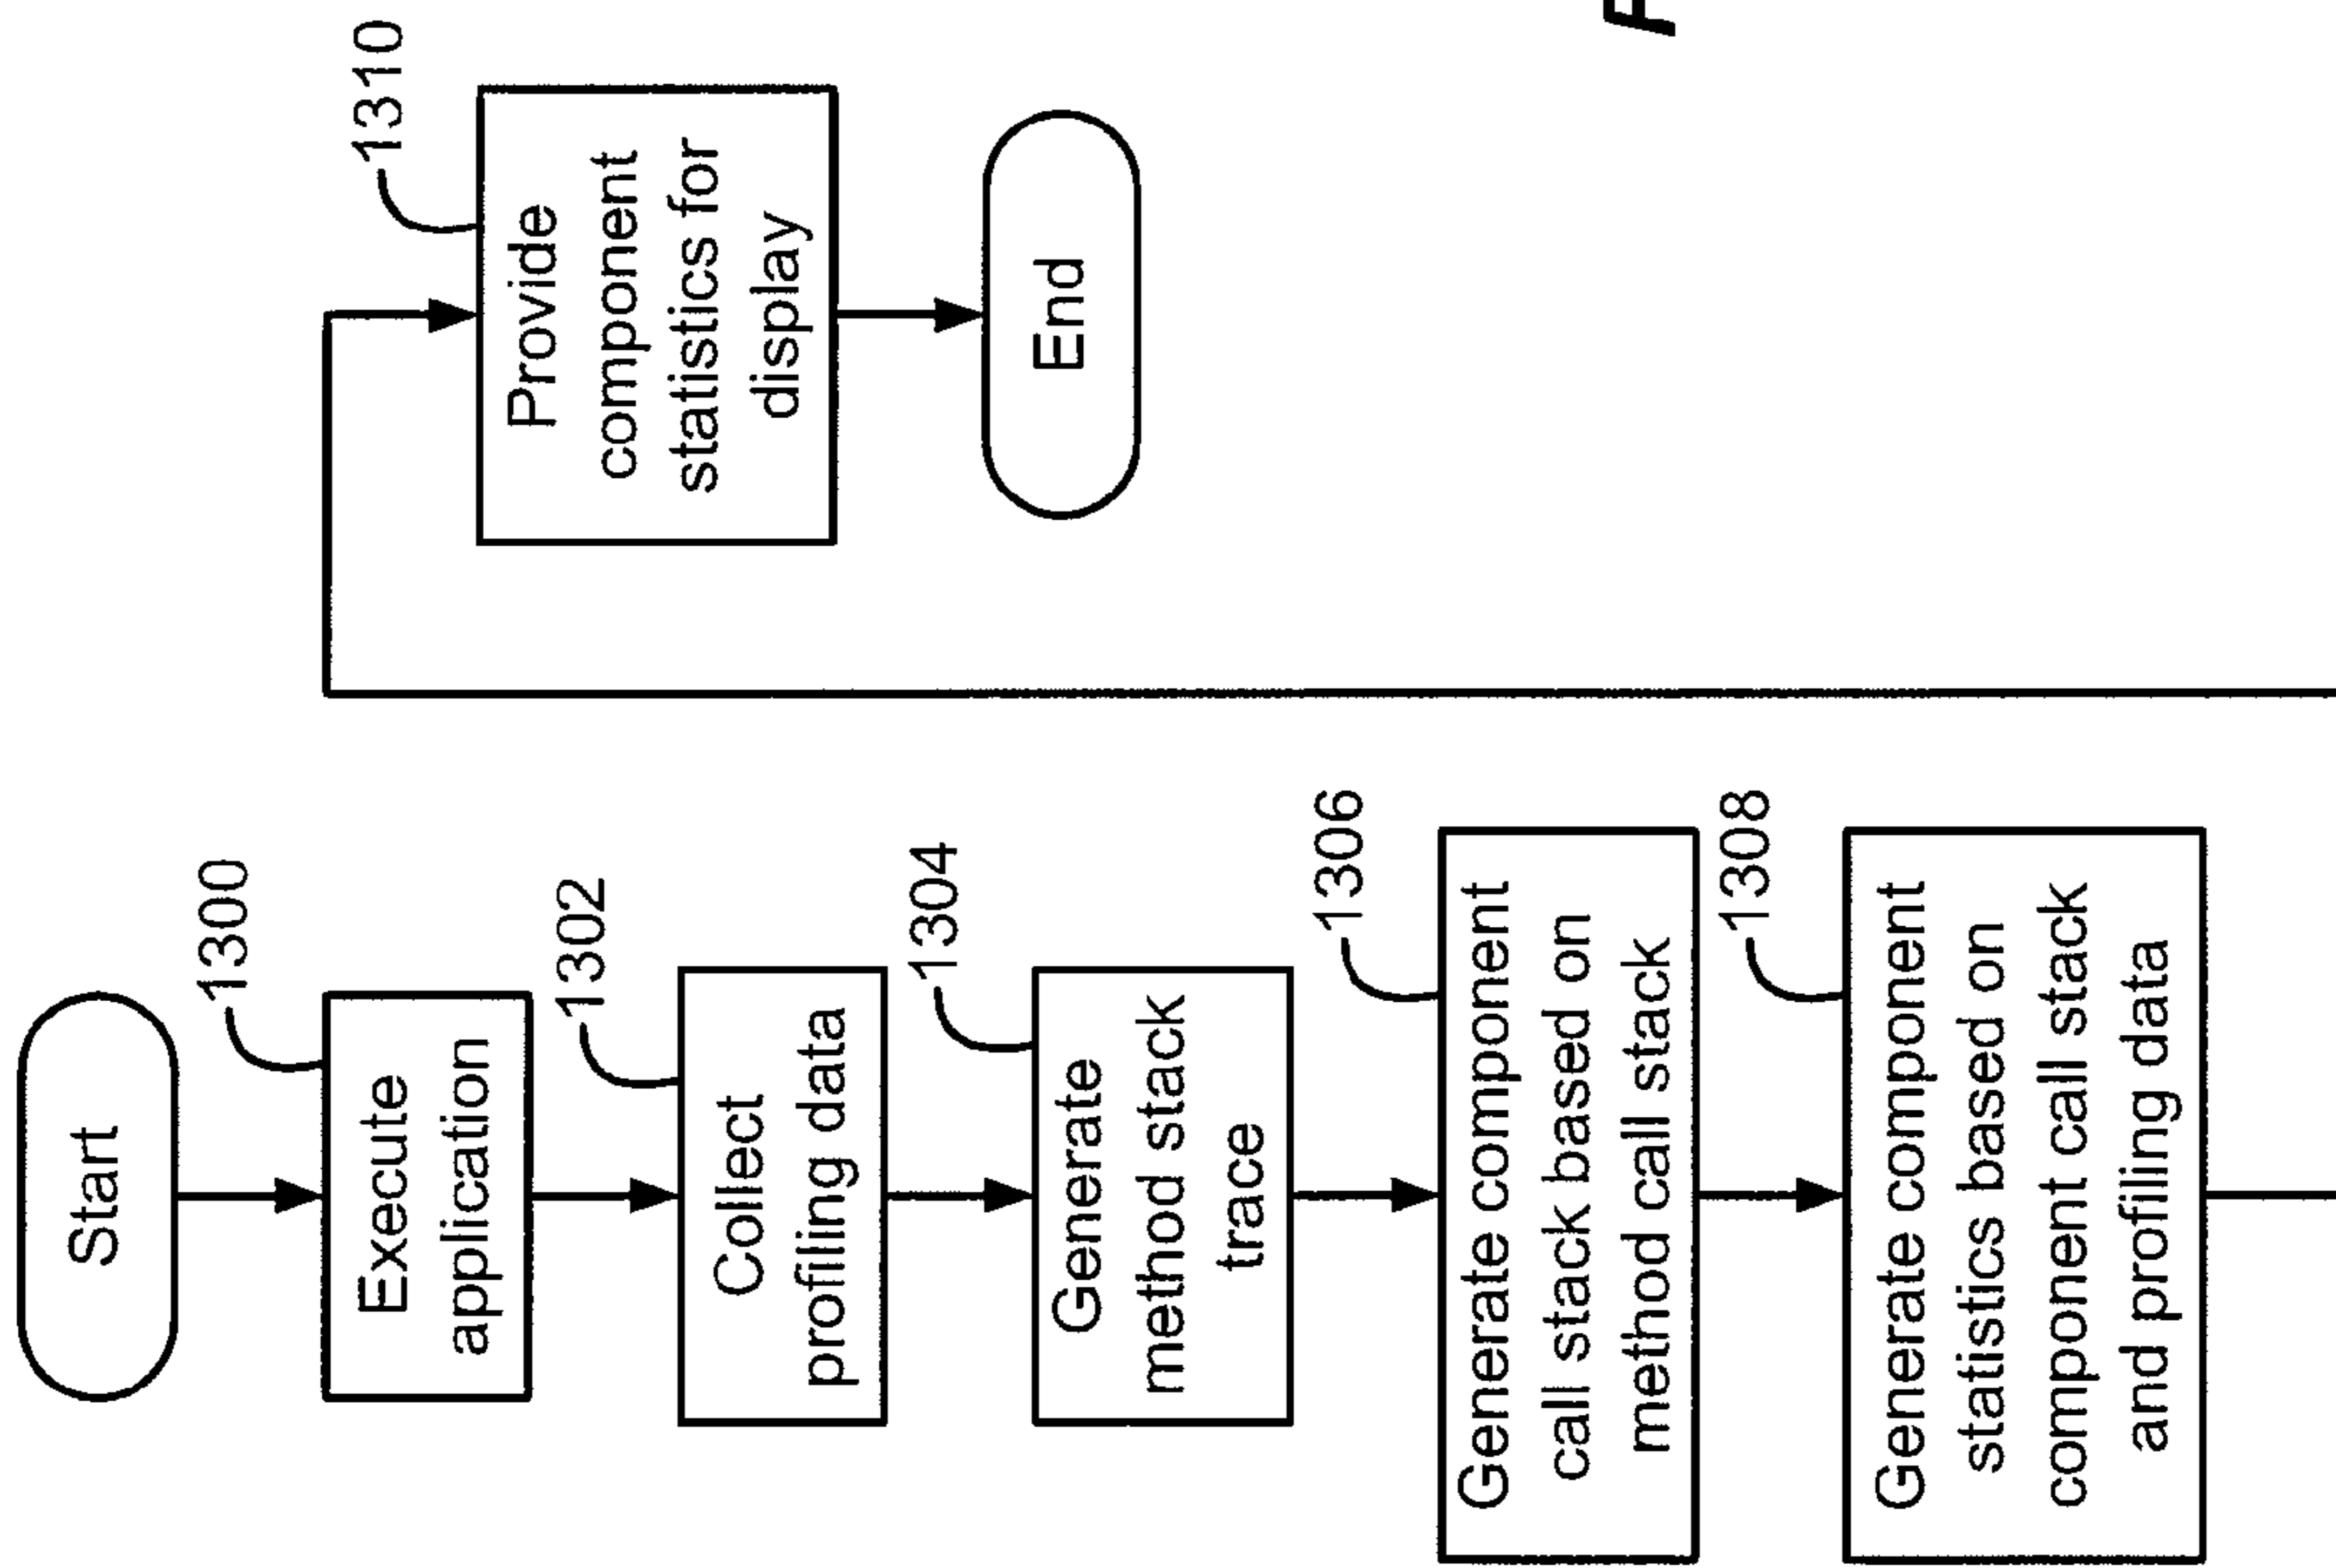 Start
1300
Execute
application
1302
Collect
profiling data
1304
Generate
method stack
trace
1306
Generate component
call stack based on
method call stack
1308
Generate component
statistics based on
component call stack
and profiling data
1310
Provide
component
statistics for
display
End